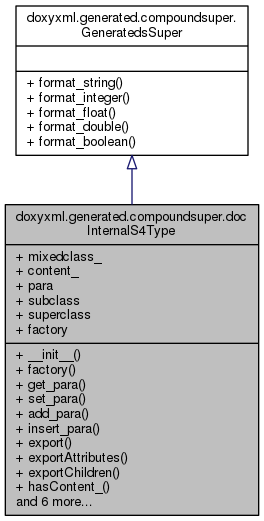 doxyxml.generated.compoundsuper.
GeneratedsSuper
+ format_string()
+ format_integer()
+ format_float()
+ format_double()
+ format_boolean()
doxyxml.generated.compoundsuper.doc
InternalS4Type
+ mixedclass_
+ content_
+ para
+ subclass
+ superclass
+ factory
+ __init__()
+ factory()
+ get_para()
+ set_para()
+ add_para()
+ insert_para()
+ export()
+ exportAttributes()
+ exportChildren()
+ hasContent_()
and 6 more...